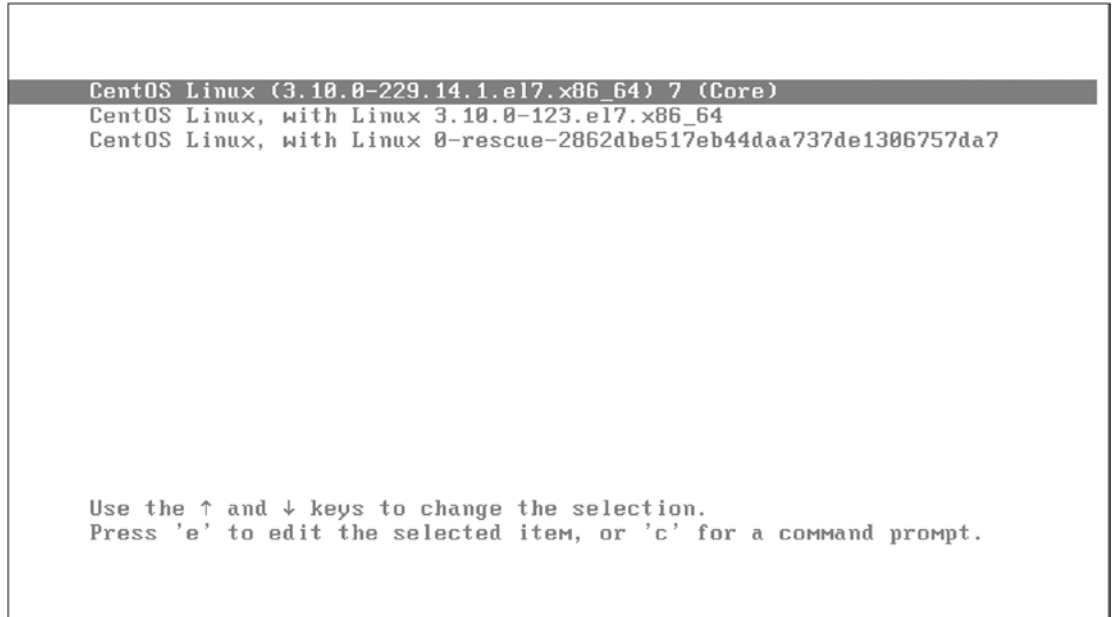 CentOS Linux (3.10.0-229.14.1.el7.x86_64) 7 (Core)
CentOS Linux, with Linux 3.10.0-123.el7.x86_64
CentOS Linux, with Linux 0-rescue-2862dbe517eb44daa737de1306757da7
Use the ↑ and ↓ keys to change the selection.
Press 'e' to edit the selected item, or 'c' for a command prompt.